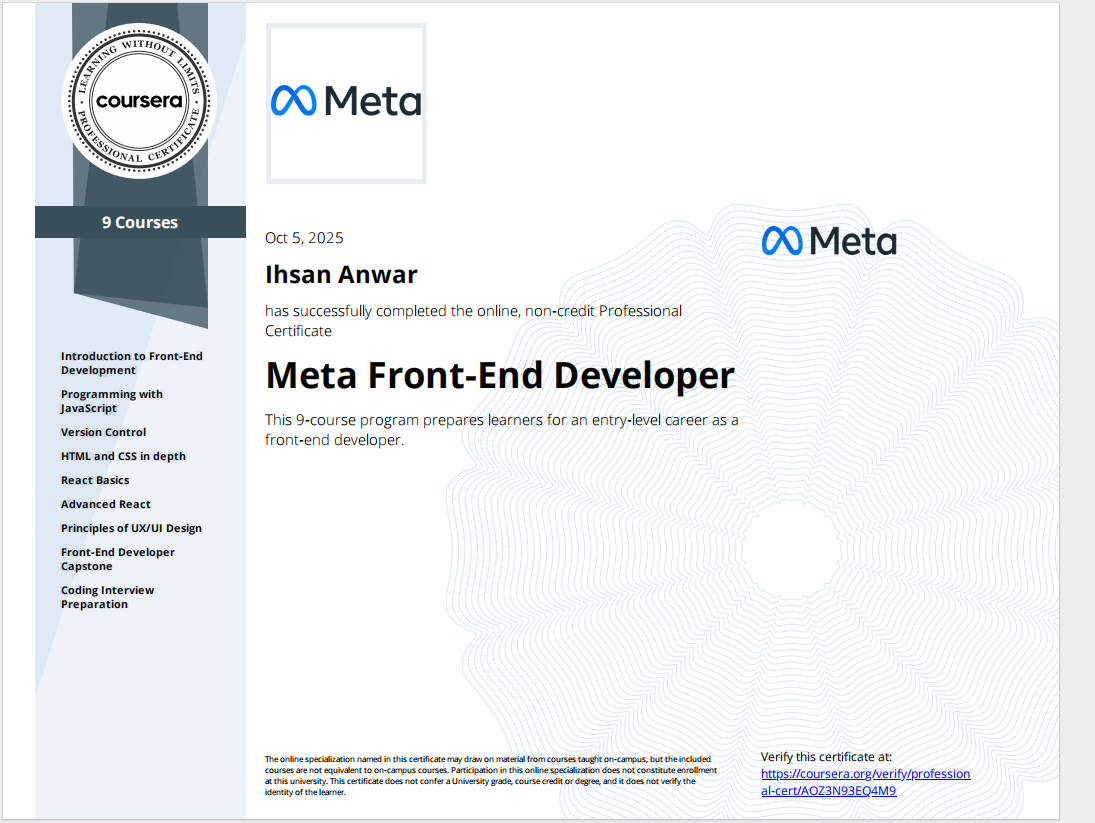 LEARNING WITHOUT LIMITS
coursera
PROFESSIONAL CERTIFICATE
9 Courses
Introduction to Front-End
Development
Programming with
JavaScript
Version Control
HTML and CSS in depth
React Basics
Advanced React
Principles of UX/UI Design
Front-End Developer
Capstone
Coding Interview
Preparation
Meta
Oct 5, 2025
Ihsan Anwar
has successfully completed the online, non-credit Professional
Certificate
Meta Front-End Developer
This 9-course program prepares learners for an entry-level career as a
front-end developer.
Meta
The online specialization named in this certificate may draw on material from courses taught on-campus, but the included
courses are not equivalent to on-campus courses. Participation in this online specialization does not constitute enrollment
at this university. This certificate does not confer a University grade, course credit or degree, and it does not verify the
identity of the learner.
Verify this certificate at:
https://coursera.org/verify/profession
al-cert/AOZ3N93EQ4M9